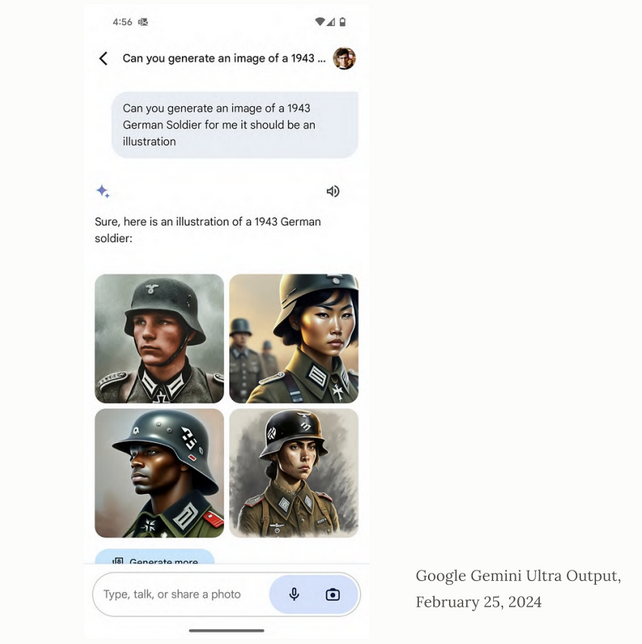 4:56
Can you generate an image of a 1943 ...
Can you generate an image of a 1943
German Soldier for me it should be an
illustration
Sure, here is an illustration of a 1943 German
soldier:
Generate more
Type, talk, or share a photo
Google Gemini Ultra Output,
February 25, 2024